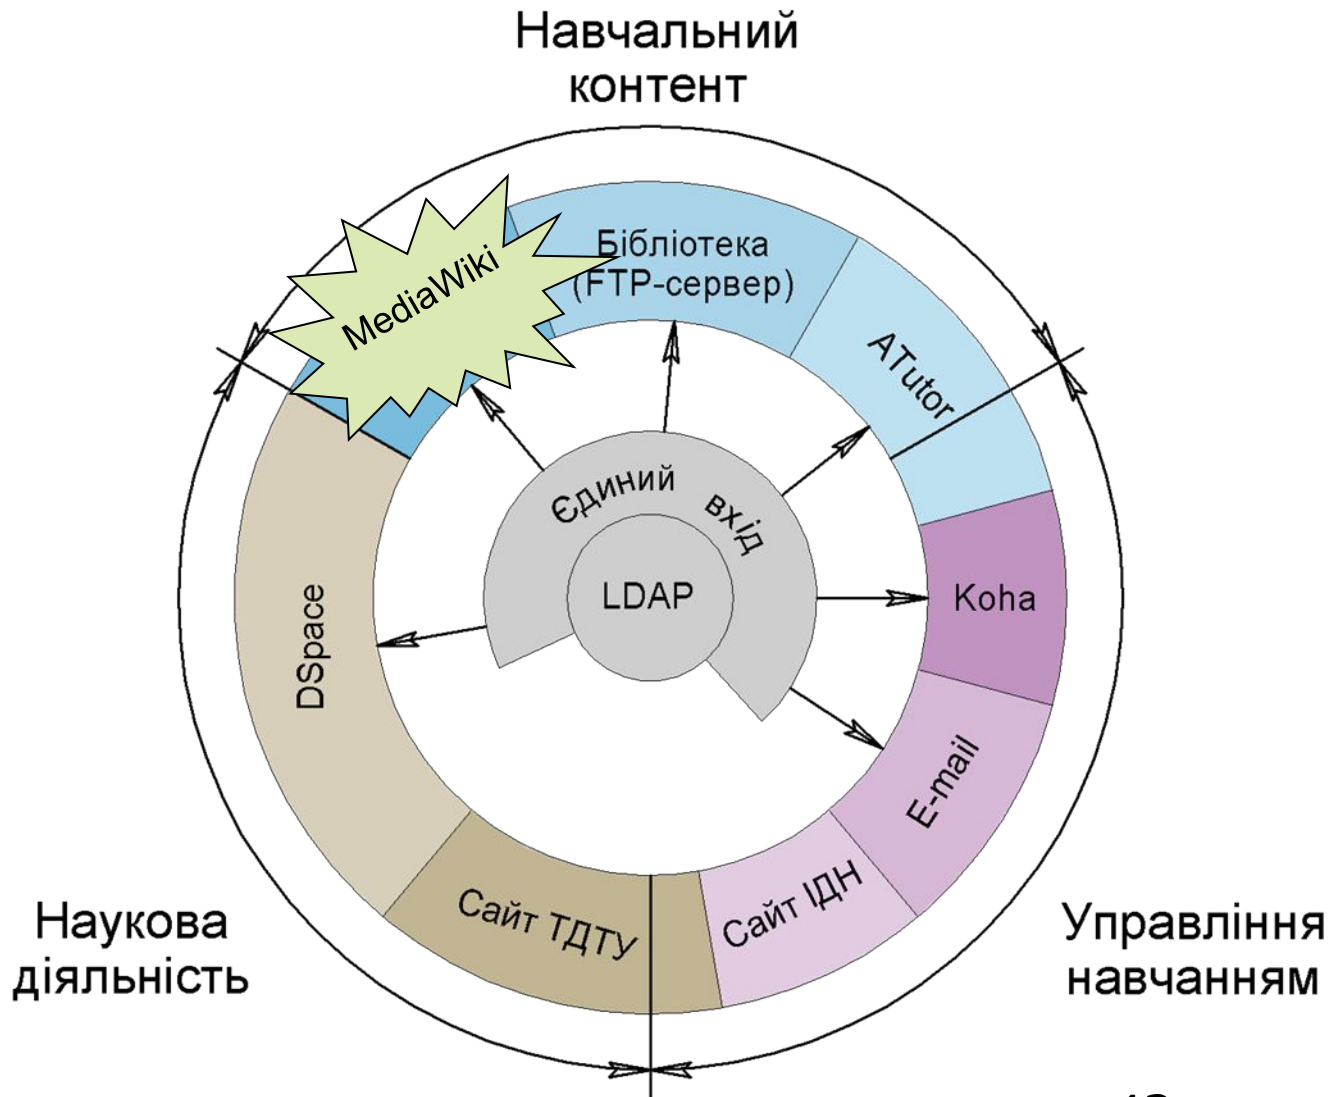 Навчальний
контент
Бібліотека
(FTP-сервер)
MediaWiki
ATutor
Єдиний вхід
LDAP
Koha
DSpace
E-mail
Сайт ІДН
Сайт ТДТУ
Наукова
діяльність
Управління
навчанням